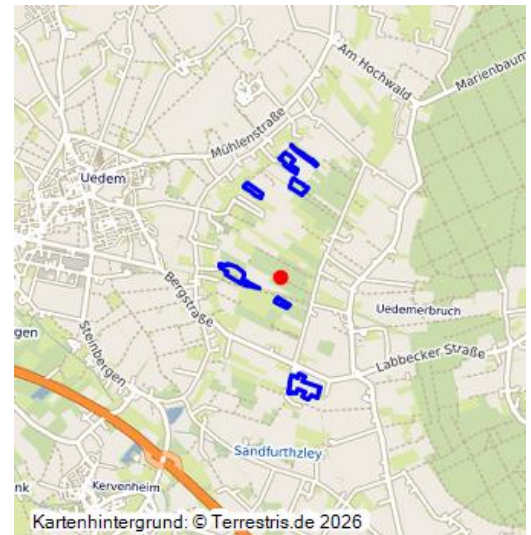 Am Hochwald
Marienbaum
Mühlenstraße
Uedem
Bergstraße
Uedemerbruch
gen
Steinbergen
Labbecker Straße
Sandfurthzley
nk
Kervenheim
Kartenhintergrund: © Terrestris.de 2026